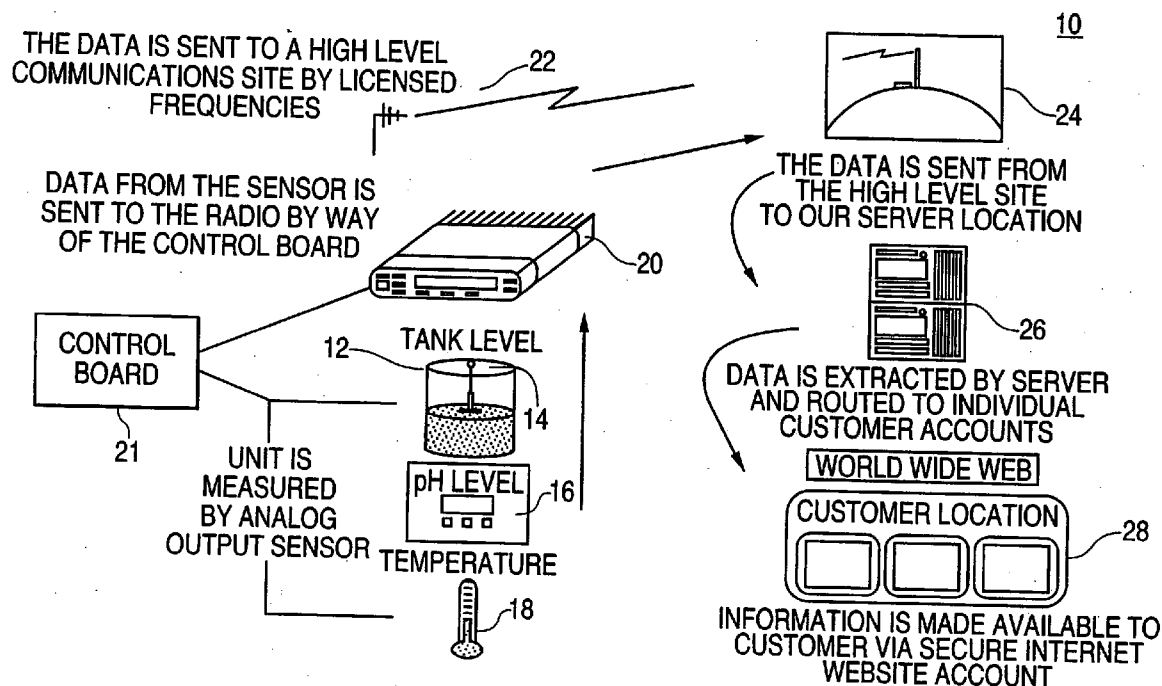 10
THE DATA IS SENT TO A HIGH LEVEL
COMMUNICATIONS SITE BY LICENSED
FREQUENCIES
22
24
DATA FROM THE SENSOR IS
SENT TO THE RADIO BY WAY
OF THE CONTROL BOARD
20
THE DATA IS SENT FROM
THE HIGH LEVEL SITE
TO OUR SERVER LOCATION
26
CONTROL
BOARD
21
12
TANK LEVEL
14
UNIT IS
MEASURED
BY ANALOG
OUTPUT SENSOR
pH LEVEL
16
TEMPERATURE
18
DATA IS EXTRACTED BY SERVER
AND ROUTED TO INDIVIDUAL
CUSTOMER ACCOUNTS
WORLD WIDE WEB
CUSTOMER LOCATION
28
INFORMATION IS MADE AVAILABLE TO
CUSTOMER VIA SECURE INTERNET
WEBSITE ACCOUNT